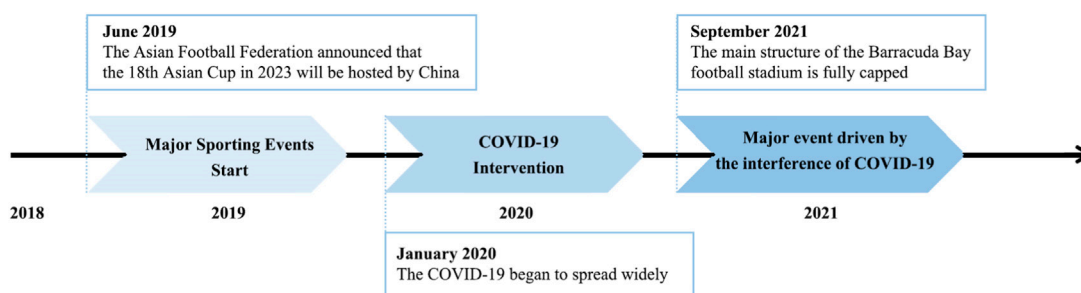 June 2019
The Asian Football Federation announced that
the 18th Asian Cup in 2023 will be hosted by China
September 2021
The main structure of the Barracuda Bay
football stadium is fully capped
Major Sporting Events
Start
COVID-19
Intervention
Major event driven by
the interference of COVID-19
2018
2019
2020
2021
January 2020
The COVID-19 began to spread widely